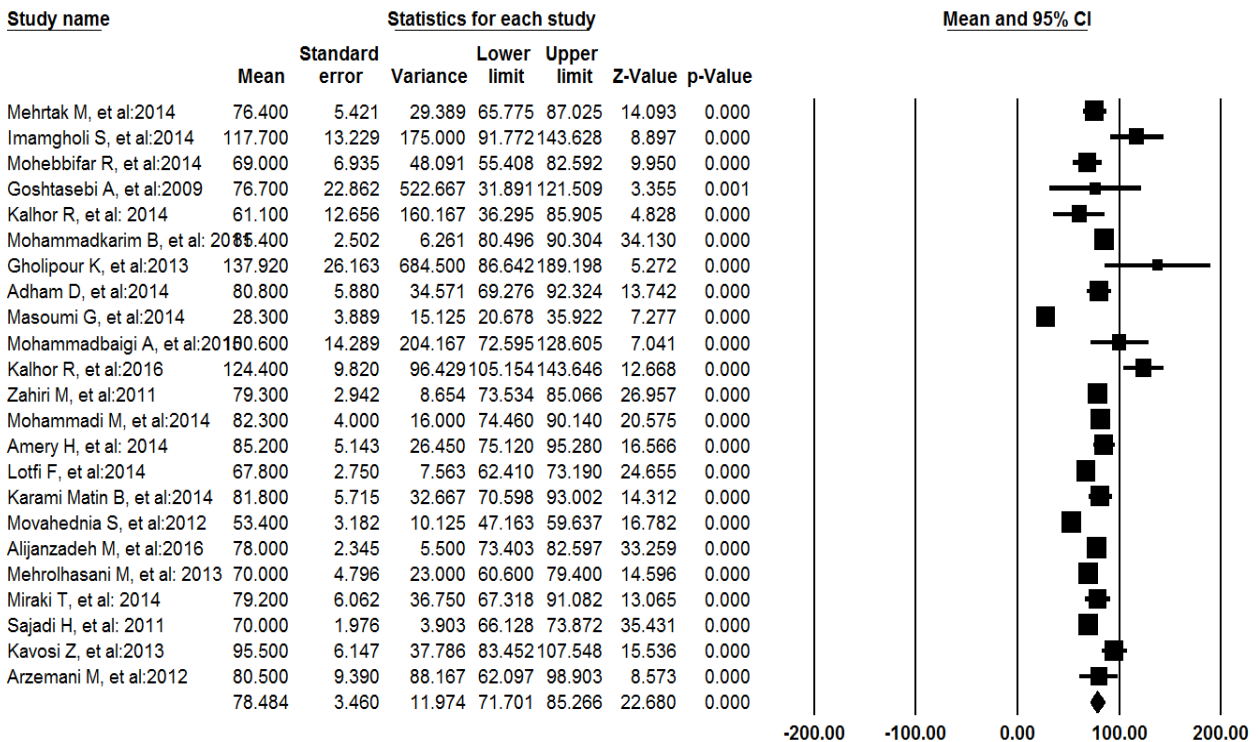 Study name Statistics for each study Mean and 95% CI
Standard Lower Upper
Mean error Variance limit limit Z-Value p-Value
Mehrtak M, et al:2014 76.400 5.421 29.389 65.775 87.025 14.093 0.000
Imamgholi S, et al:2014 117.700 13.229 175.000 91.772 143.628 8.897 0.000
Mohebbifar R, et al:2014 69.000 6.935 48.091 55.408 82.592 9.950 0.000
Goshtasebi A, et al:2009 76.700 22.862 522.667 31.891 121.509 3.355 0.001
Kalhor R, et al: 2014 61.100 12.656 160.167 36.295 85.905 4.828 0.000
Mohammadkarim B, et al: 85.400 2.502 6.261 80.496 90.304 34.130 0.000
Gholipour K, et al:2013 137.920 26.163 684.500 86.642 189.198 5.272 0.000
Adham D, et al:2014 80.800 5.880 34.571 69.276 92.324 13.742 0.000
Masoumi G, et al:2014 28.300 3.889 15.125 20.678 35.922 7.277 0.000
Mohammadbaigi A, et al: 100.600 14.289 204.167 72.595 128.605 7.041 0.000
Kalhor R, et al:2016 124.400 9.820 96.429 105.154 143.646 12.668 0.000
Zahiri M, et al:2011 79.300 2.942 8.654 73.534 85.066 26.957 0.000
Mohammadi M, et al:2014 82.300 4.000 16.000 74.460 90.140 20.575 0.000
Amery H, et al: 2014 85.200 5.143 26.450 75.120 95.280 16.566 0.000
Lotfi F, et al:2014 67.800 2.750 7.563 62.410 73.190 24.655 0.000
Karami Matin B, et al:2014 81.800 5.715 32.667 70.598 93.002 14.312 0.000
Movahednia S, et al:2012 53.400 3.182 10.125 47.163 59.637 16.782 0.000
Alijanzadeh M, et al:2016 78.000 2.345 5.500 73.403 82.597 33.259 0.000
Mehrolhasani M, et al: 2013 70.000 4.796 23.000 60.600 79.400 14.596 0.000
Miraki T, et al: 2014 79.200 6.062 36.750 67.318 91.082 13.065 0.000
Sajadi H, et al: 2011 70.000 1.976 3.903 66.128 73.872 35.431 0.000
Kavosi Z, et al:2013 95.500 6.147 37.786 83.452 107.548 15.536 0.000
Arzemani M, et al:2012 80.500 9.390 88.167 62.097 98.903 8.573 0.000
78.484 3.460 11.974 71.701 85.266 22.680 0.000
-200.00 -100.00 0.00 100.00 200.00